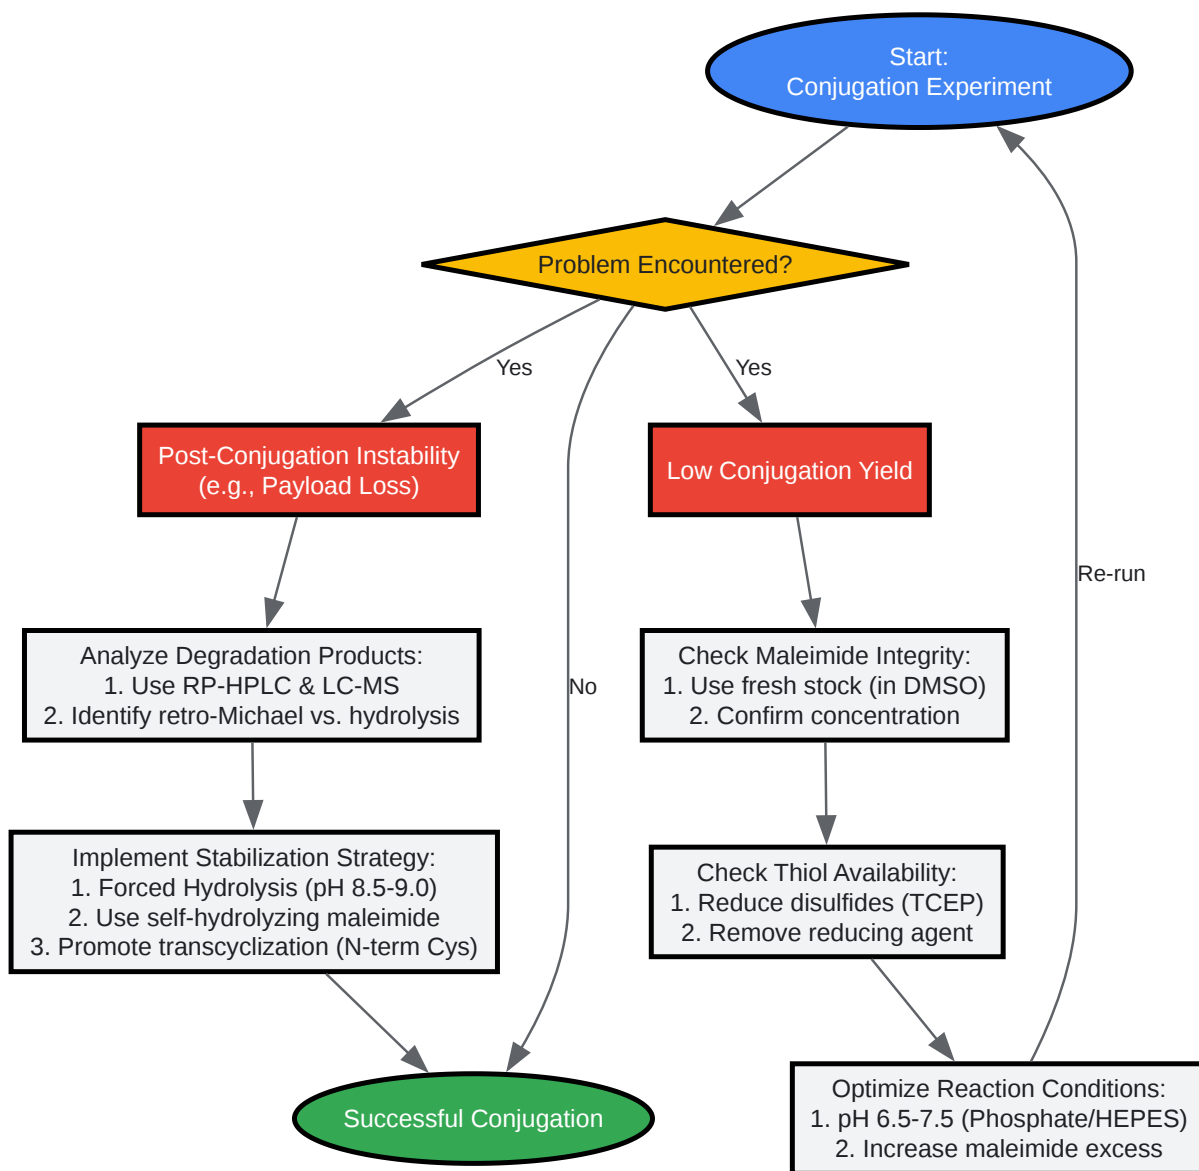 Start:
Conjugation Experiment
Problem Encountered?
Yes
Yes
Post-Conjugation Instability
(e.g., Payload Loss)
Low Conjugation Yield
Re-run
Analyze Degradation Products:
1. Use RP-HPLC & LC-MS
2. Identify retro-Michael vs. hydrolysis
No
Check Maleimide Integrity:
1. Use fresh stock (in DMSO)
2. Confirm concentration
Implement Stabilization Strategy:
1. Forced Hydrolysis (pH 8.5-9.0)
2. Use self-hydrolyzing maleimide
3. Promote transcyclization (N-term Cys)
Check Thiol Availability:
1. Reduce disulfides (TCEP)
2. Remove reducing agent
Successful Conjugation
Optimize Reaction Conditions:
1. pH 6.5-7.5 (Phosphate/HEPES)
2. Increase maleimide excess